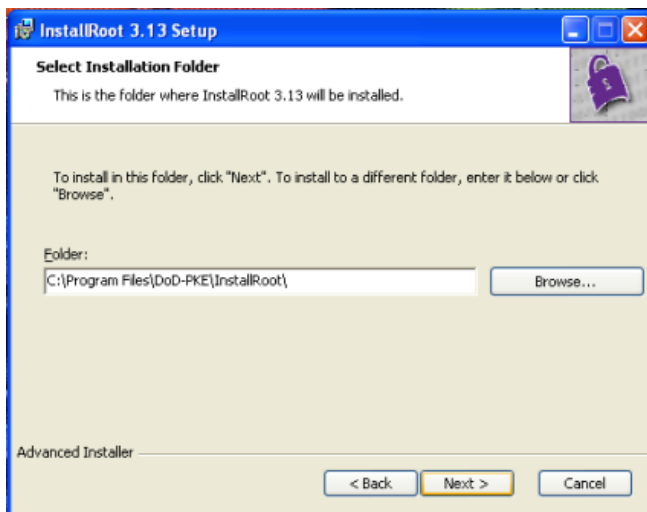 InstallRoot 3.13 Setup
Select Installation Folder
This is the folder where InstallRoot 3.13 will be installed.
To install in this folder, click "Next". To install to a different folder, enter it below or click
"Browse".
Folder:
C:\Program Files\DoD-PKE\InstallRoot\
Browse...
Advanced Installer
< Back
Next >
Cancel